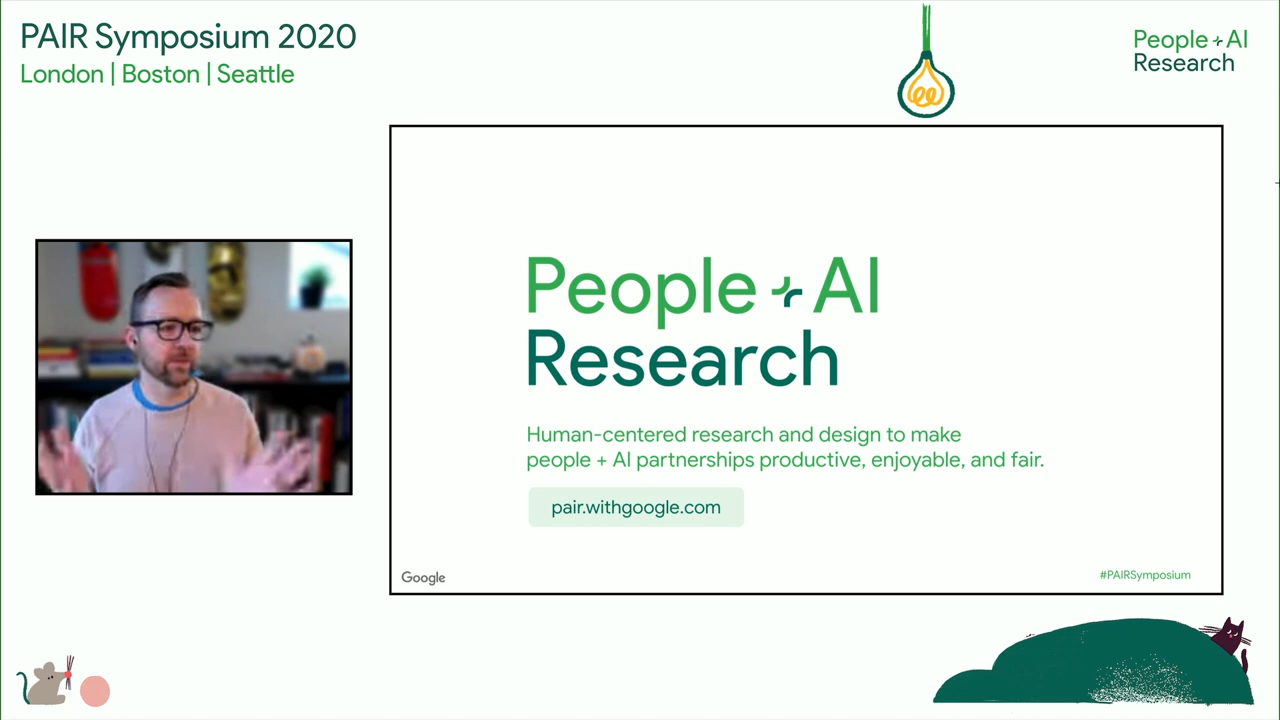 PAIR Symposium 2020
London | Boston | Seattle
People + AI
Research
People + AI
Research
Human-centered research and design to make
people + AI partnerships productive, enjoyable, and fair.
pair.withgoogle.com
Google
#PAIRSymposium